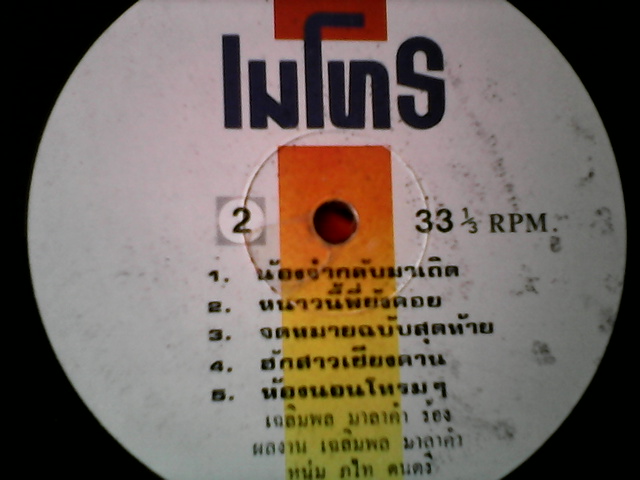 เมโทร
2
33 ⅓ RPM.
1. น้องจ๋ากลับมาเถิด
2. หนาวนี้พี่ยังคอย
3. จดหมายฉบับสุดท้าย
4. ฮักสาวเชียงคาน
5. ห้องนอนโทรมๆ
เฉลิมพล มาลาคำ ร้อง
ผลงาน เฉลิมพล มาลาคำ
หนุ่ม ภูไท ดนตรี